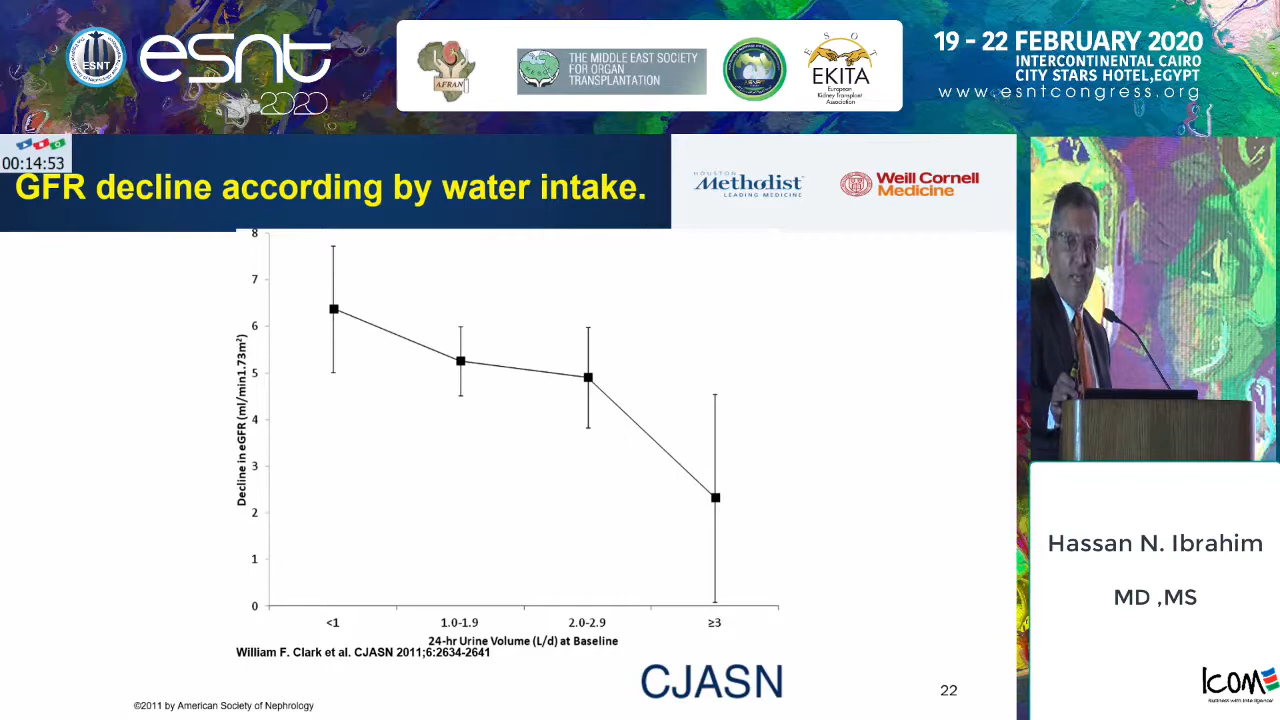 ESNT
esnt
2020
AFRAN
THE MIDDLE EAST SOCIETY
FOR ORGAN
TRANSPLANTATION
E S O T
EKITA
European
Kidney Transplant
Association
19 - 22 FEBRUARY 2020
INTERCONTINENTAL CAIRO
CITY STARS HOTEL,EGYPT
www.esntcongress.org
00:14:53
GFR decline according by water intake.
HOUSTON
Methodist
LEADING MEDICINE
Weill Cornell
Medicine
Decline in eGFR (ml/min1.73m²)
8
7
6
5
4
3
2
1
0
<1 1.0-1.9 2.0-2.9 ≥3
24-hr Urine Volume (L/d) at Baseline
William F. Clark et al. CJASN 2011;6:2634-2641
CJASN
22
©2011 by American Society of Nephrology
Hassan N. Ibrahim
MD ,MS
ICOM